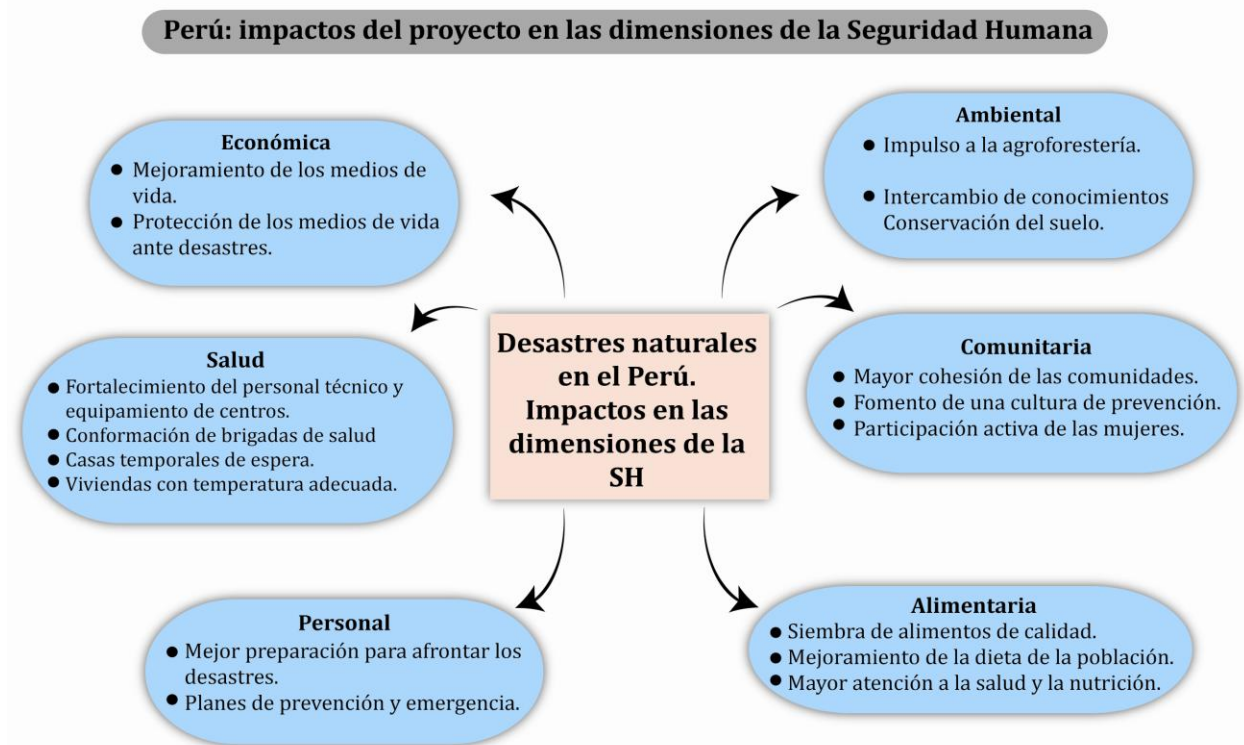 Perú: impactos del proyecto en las dimensiones de la Seguridad Humana
Económica
● Mejoramiento de los medios de
vida.
● Protección de los medios de vida
ante desastres.
Ambiental
● Impulso a la agroforestería.
● Intercambio de conocimientos
Conservación del suelo.
Salud
● Fortalecimiento del personal técnico y
equipamiento de centros.
● Conformación de brigadas de salud
● Casas temporales de espera.
● Viviendas con temperatura adecuada.
Desastres naturales
en el Perú.
Impactos en las
dimensiones de la
SH
Comunitaria
● Mayor cohesión de las comunidades.
● Fomento de una cultura de prevención.
● Participación activa de las mujeres.
Personal
● Mejor preparación para afrontar los
desastres.
● Planes de prevención y emergencia.
Alimentaria
● Siembra de alimentos de calidad.
● Mejoramiento de la dieta de la población.
● Mayor atención a la salud y la nutrición.